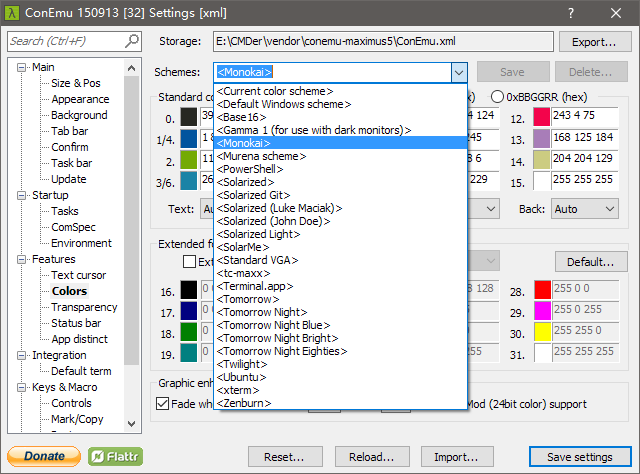 ConEmu 150913 [32] Settings [xml]
Search (Ctrl+F)
Storage:
E:\CMDer\vendor\conemu-maximus5\ConEmu.xml
Export...
Main
Size & Pos
Appearance
Background
Tab bar
Confirm
Task bar
Update
Startup
Tasks
ComSpec
Environment
Features
Text cursor
Colors
Transparency
Status bar
App distinct
Integration
Default term
Keys & Macro
Controls
Mark/Copy
Schemes:
<Monokai>
Save
Delete...
<Current color scheme>
<Default Windows scheme>
<Base16>
<Gamma 1 (for use with dark monitors)>
<Monokai>
<Murena scheme>
<PowerShell>
<Solarized>
<Solarized Git>
<Solarized (Luke Maciak)>
<Solarized (John Doe)>
<Solarized Light>
<SolarMe>
<Standard VGA>
<tc-maxx>
<Terminal.app>
<Tomorrow>
<Tomorrow Night>
<Tomorrow Night Blue>
<Tomorrow Night Bright>
<Tomorrow Night Eighties>
<Twilight>
<Ubuntu>
<xterm>
<Zenburn>
Standard co
x)
0xBBGGRR (hex)
0.
39
4 124
12.
243 4 75
1/4.
1 8
245
13.
168 125 184
2.
11
8 6
14.
204 204 129
3/6.
26
229
15.
255 255 255
Text:
Au
Back:
Auto
Extended f
Ext
Default...
16.
0 0
8 128
28.
255 0 0
17.
0 0
29.
255 0 255
18.
0 1
30.
255 255 0
19.
0 1
31.
255 255 255
Graphic enh
Fade wh
Mod (24bit color) support
Donate
Flattr
Reset...
Reload...
Import...
Save settings